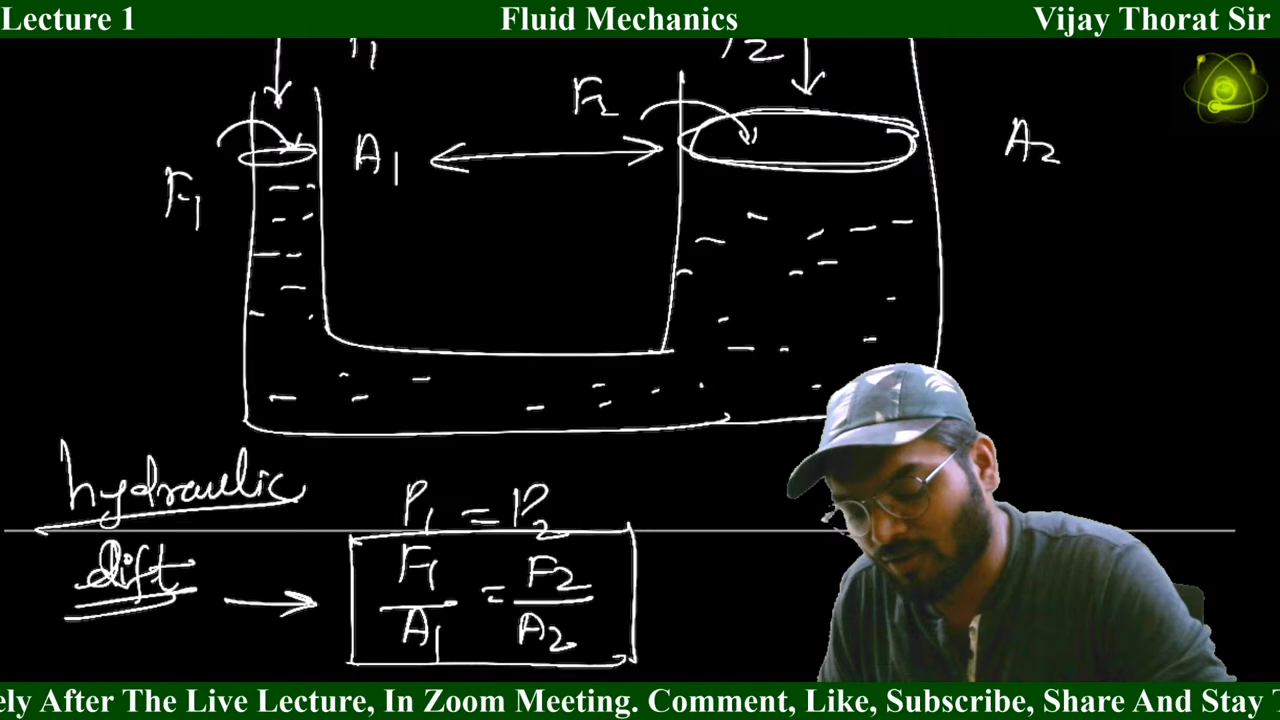 Lecture 1
Fluid Mechanics
Vijay Thorat Sir
F2
A1
A2
F1
hydraulic
P1 = P2
lift
F1/A1 = F2/A2
ely After The Live Lecture, In Zoom Meeting. Comment, Like, Subscribe, Share And Stay